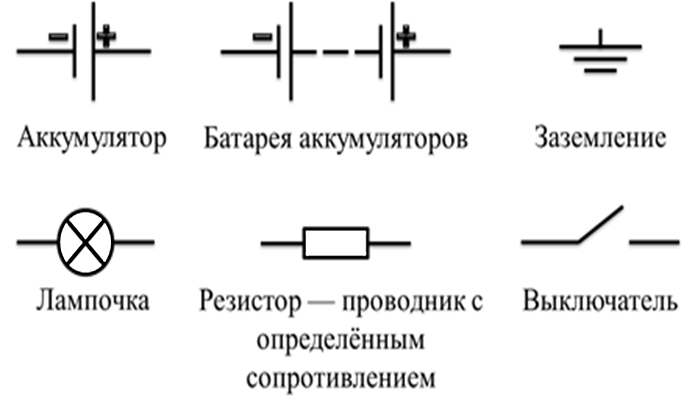 Аккумулятор
Батарея аккумуляторов
Заземление
Лампочка
Резистор — проводник с
определённым
сопротивлением
Выключатель